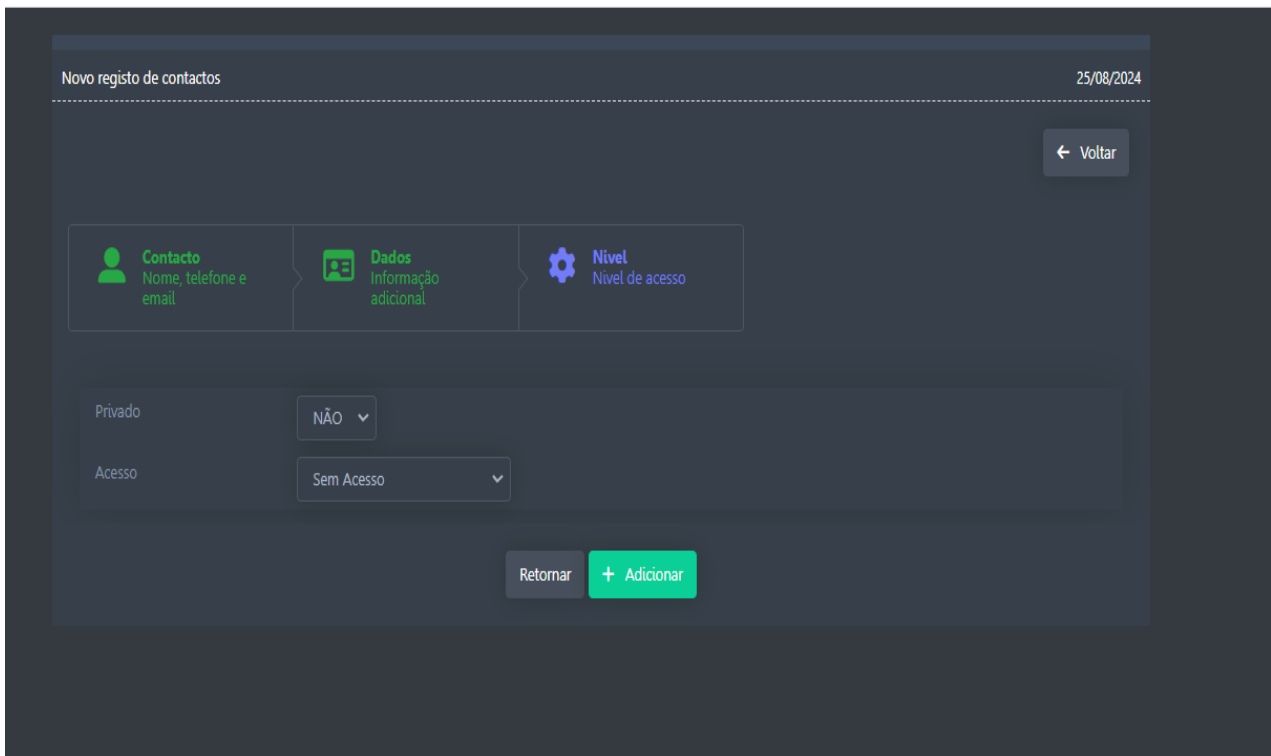 Novo registo de contactos
25/08/2024
Voltar
Contacto
Nome, telefone e
email
Dados
Informação
adicional
Nivel
Nivel de acesso
Privado
NÃO
Acesso
Sem Acesso
Retornar
+ Adicionar